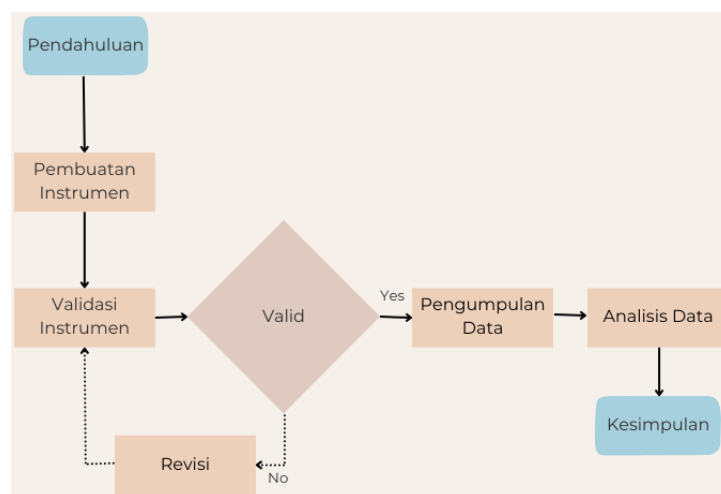 Pendahuluan
Pembuatan
Instrumen
Validasi
Instrumen
Valid
Yes
Pengumpulan
Data
Analisis Data
Kesimpulan
No
Revisi